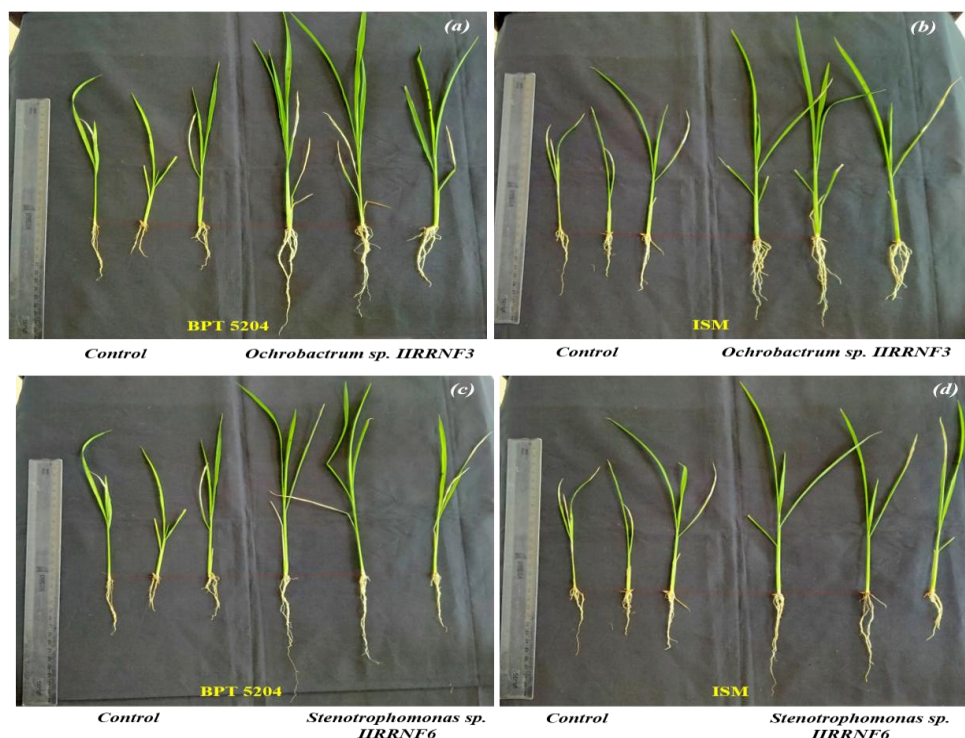 (a)
BPT 5204
Control
Ochrobactrum sp. IIRRNF3
(b)
ISM
Control
Ochrobactrum sp. IIRRNF3
(c)
BPT 5204
Control
Stenotrophomonas sp.
IIRRNF6
(d)
ISM
Control
Stenotrophomonas sp.
IIRRNF6